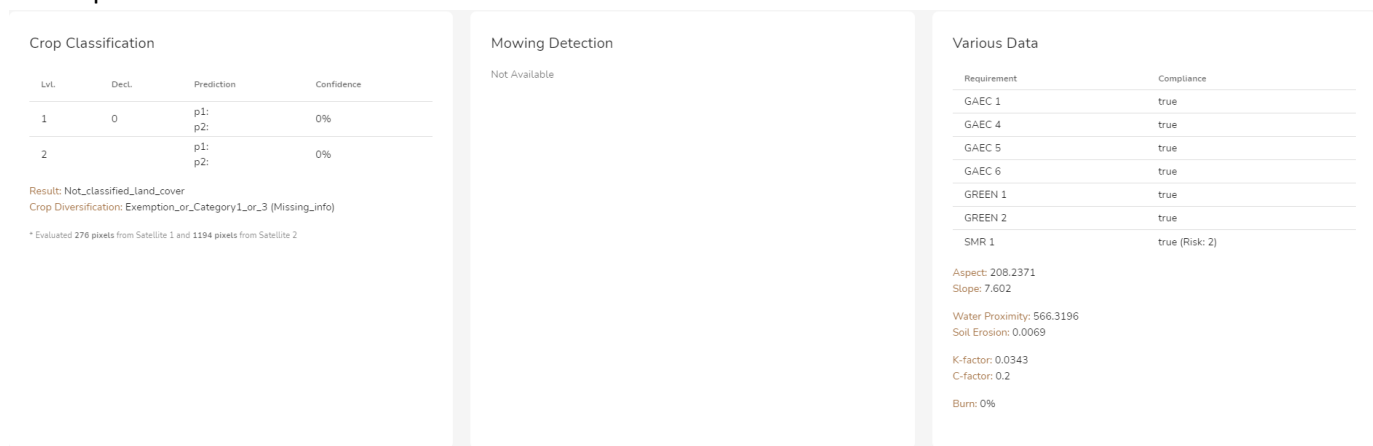 Crop Classification
Lvl. Decl. Prediction Confidence
1 0 p1: 0%
p2:
2 p1: 0%
p2:
Result: Not_classified_land_cover
Crop Diversification: Exemption_or_Category1_or_3 (Missing_info)
* Evaluated 276 pixels from Satellite 1 and 1194 pixels from Satellite 2
Mowing Detection
Not Available
Various Data
Requirement Compliance
GAEC 1 true
GAEC 4 true
GAEC 5 true
GAEC 6 true
GREEN 1 true
GREEN 2 true
SMR 1 true (Risk: 2)
Aspect: 208.2371
Slope: 7.602
Water Proximity: 566.3196
Soil Erosion: 0.0069
K-factor: 0.0343
C-factor: 0.2
Burn: 0%